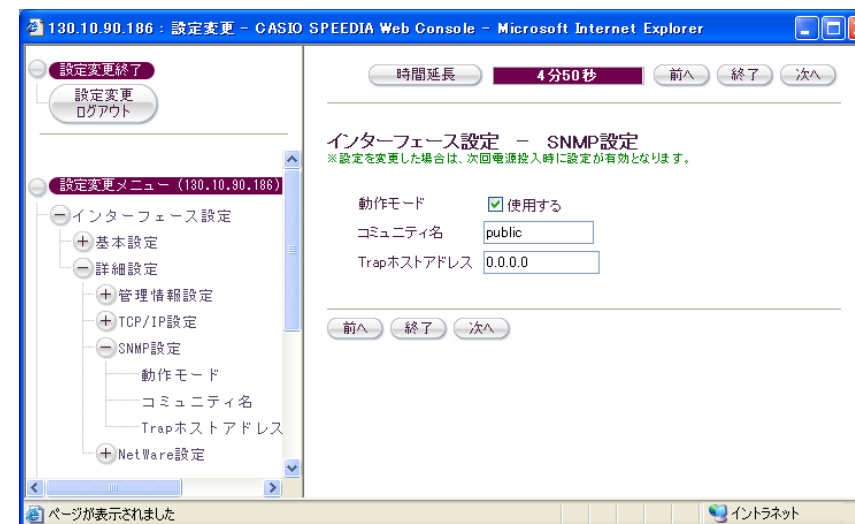 130.10.90.186 : 設定変更 - CASIO SPEEDIA Web Console - Microsoft Internet Explorer
設定変更終了
設定変更
ログアウト
設定変更メニュー (130.10.90.186)
インターフェース設定
基本設定
詳細設定
管理情報設定
TCP/IP設定
SNMP設定
動作モード
コミュニティ名
Trapホストアドレス
NetWare設定
時間延長 4分50秒 前へ 終了 次へ
インターフェース設定 － SNMP設定
※設定を変更した場合は、次回電源投入時に設定が有効となります。
動作モード 使用する
コミュニティ名 public
Trapホストアドレス 0.0.0.0
前へ 終了 次へ
ページが表示されました イントラネット